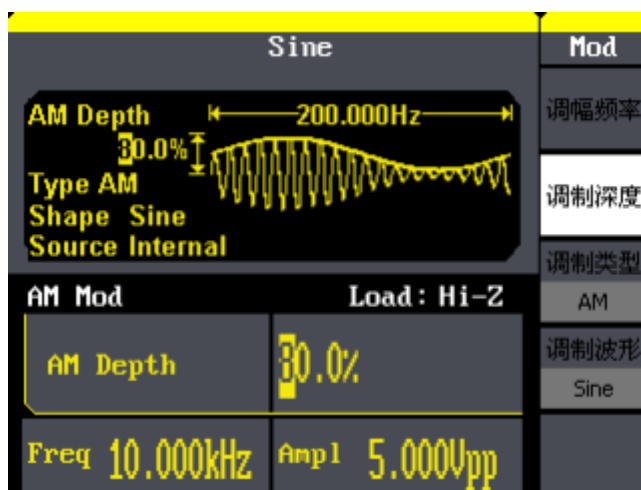 Sine
Mod
AM Depth
200.000Hz
80.0%
Type AM
Shape Sine
Source Internal
调幅频率
调制深度
调制类型
AM
调制波形
Sine
AM Mod
Load: Hi-Z
AM Depth
80.0%
Freq 10.000kHz
Ampl 5.000Vpp